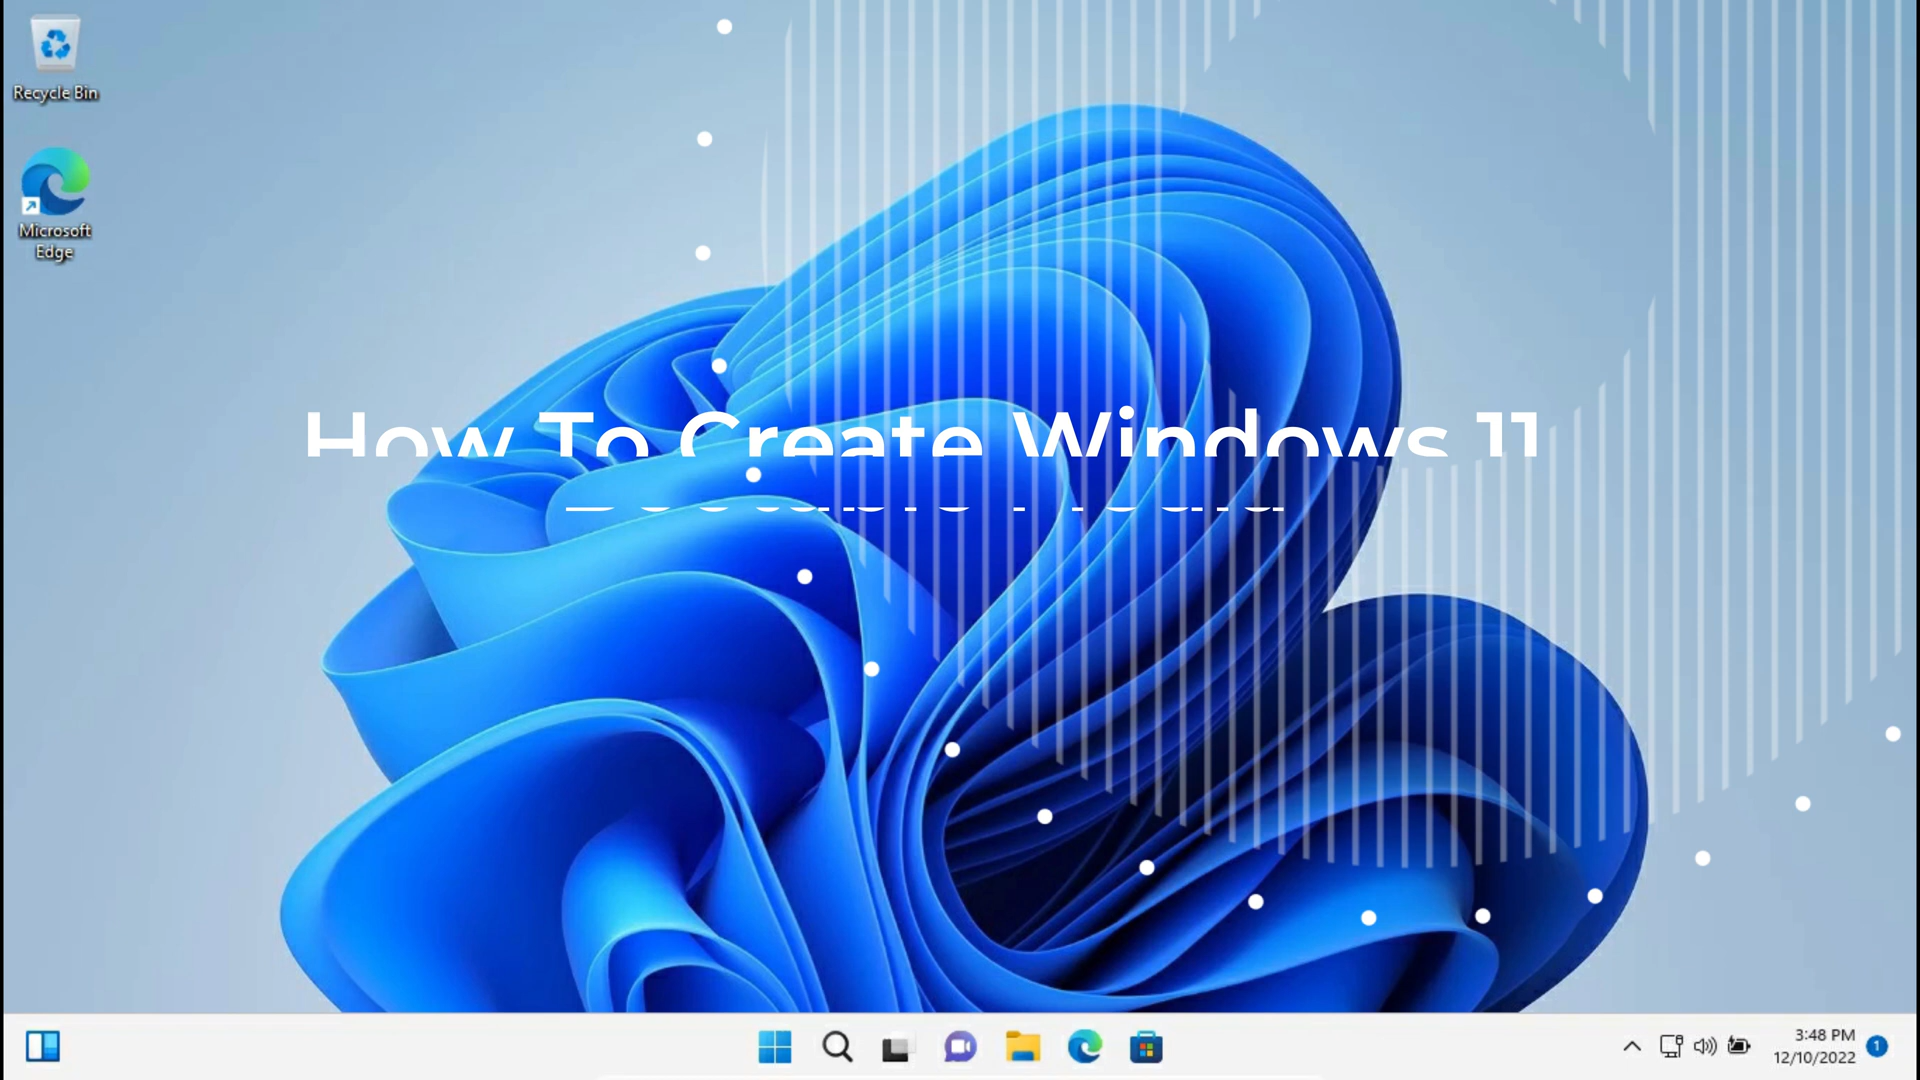 Recycle Bin
Microsoft
Edge
How To Create Windows 11
3:48 PM
12/10/2022
1